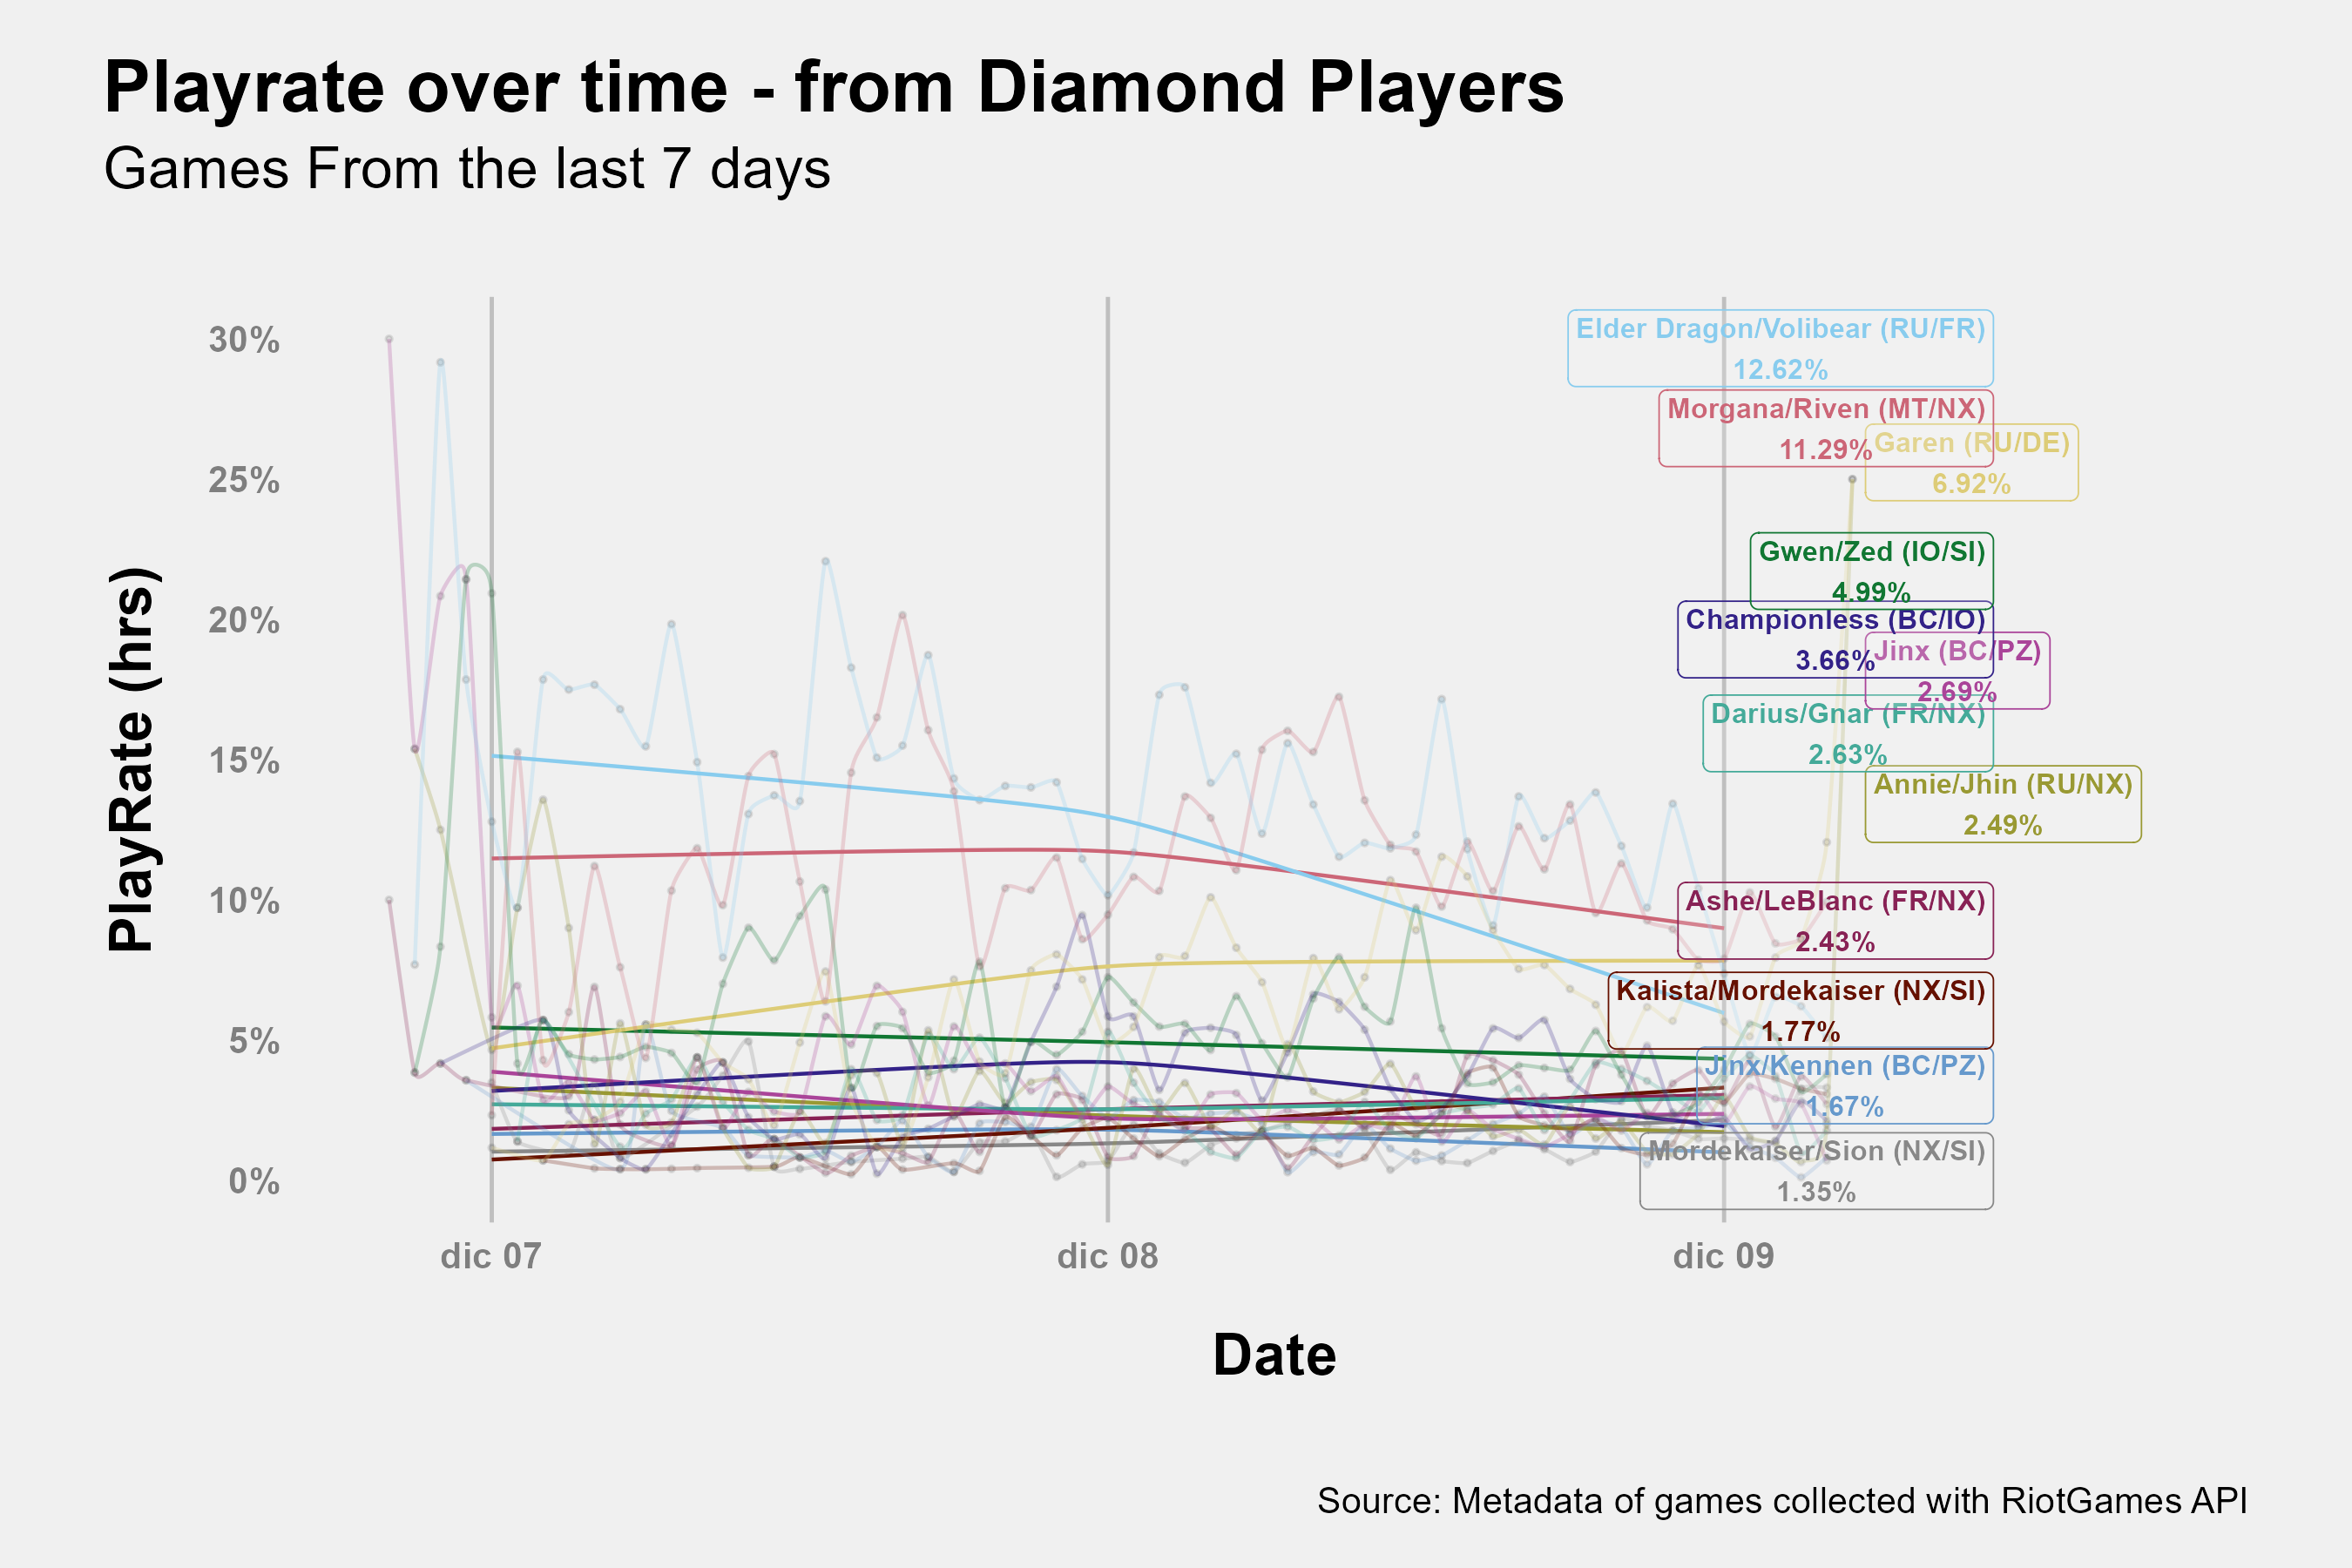 Playrate over time - from Diamond Players
Games From the last 7 days
PlayRate (hrs)
30%
25%
20%
15%
10%
5%
0%
Elder Dragon/Volibear (RU/FR)
12.62%
Morgana/Riven (MT/NX)
11.29%
Garen (RU/DE)
6.92%
Gwen/Zed (IO/SI)
4.99%
Championless (BC/IO)
3.66%
Jinx (BC/PZ)
2.69%
Darius/Gnar (FR/NX)
2.63%
Annie/Jhin (RU/NX)
2.49%
Ashe/LeBlanc (FR/NX)
2.43%
Kalista/Mordekaiser (NX/SI)
1.77%
Jinx/Kennen (BC/PZ)
1.67%
Mordekaiser/Sion (NX/SI)
1.35%
dic 07
dic 08
dic 09
Date
Source: Metadata of games collected with RiotGames API